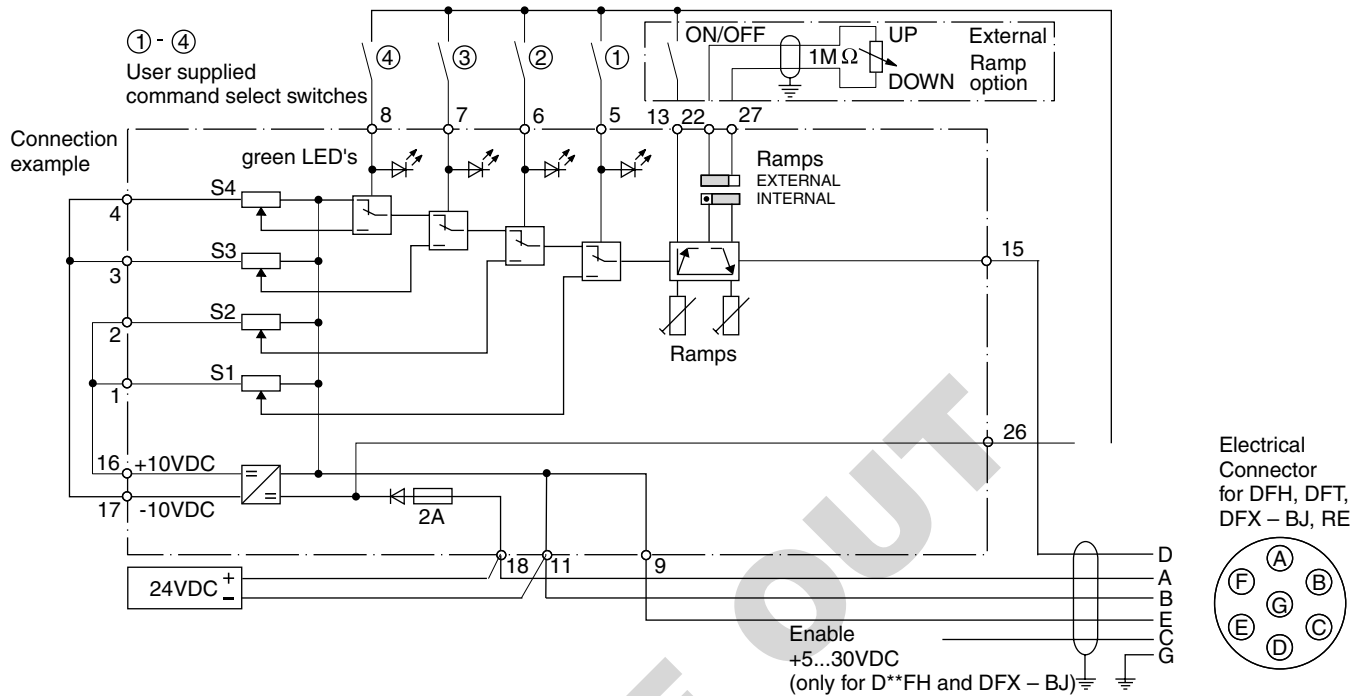 ① - ④
User supplied
command select switches
④
③
②
①
ON/OFF
UP
External
1M Ω
Ramp
DOWN
option
8
7
6
5
13
22
27
Connection
example
green LED's
Ramps
EXTERNAL
INTERNAL
S4
4
S3
3
15
S2
2
Ramps
S1
1
26
16 +10VDC
17 -10VDC
2A
18
11
9
24VDC + –
D
A
B
E
C
G
Enable
+5...30VDC
(only for D**FH and DFX – BJ)
Electrical
Connector
for DFH, DFT,
DFX – BJ, RE
A
F
B
G
E
C
D
OUT